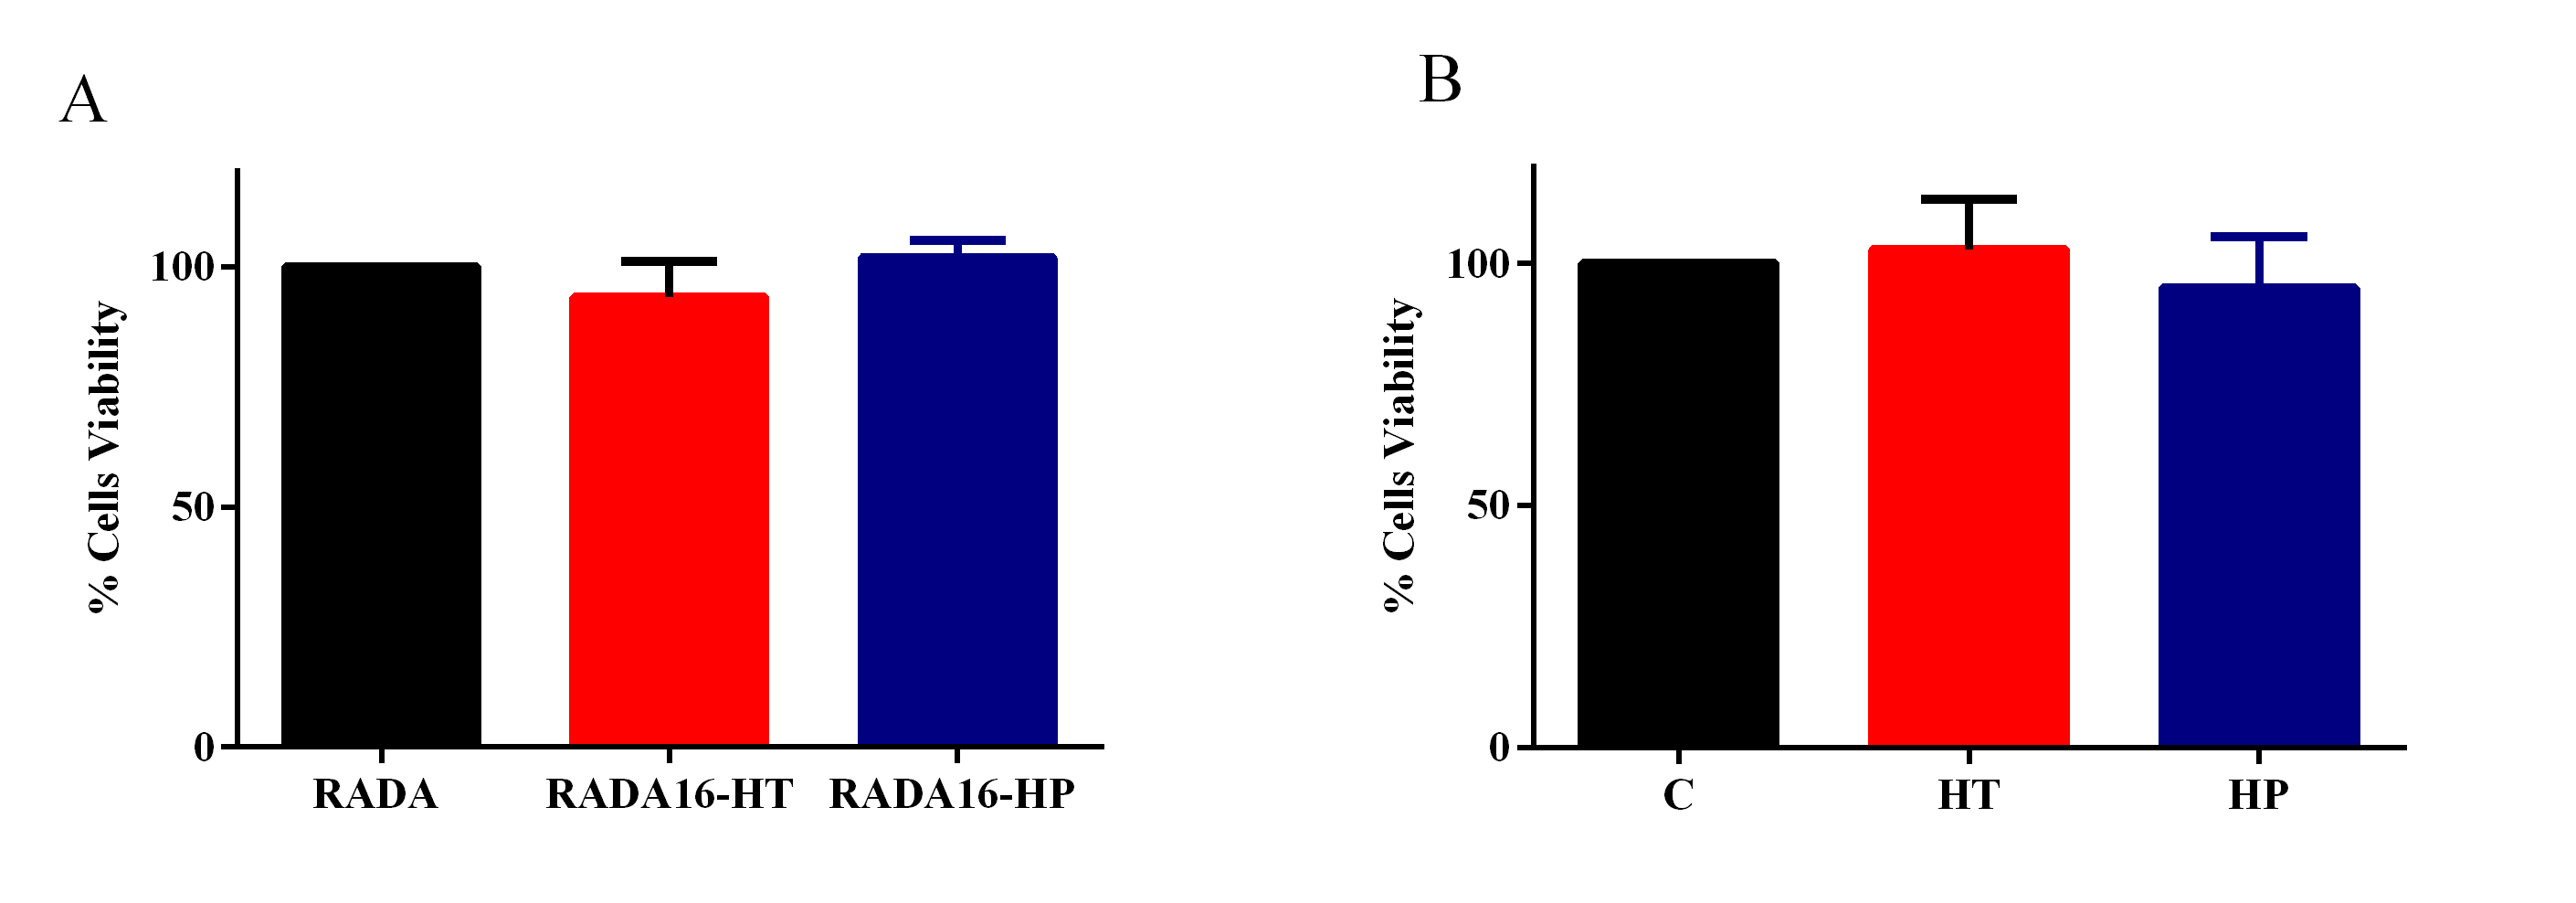 A
% Cells Viability
100
50
0
RADA
RADA16-HT
RADA16-HP
B
% Cells Viability
100
50
0
C
HT
HP